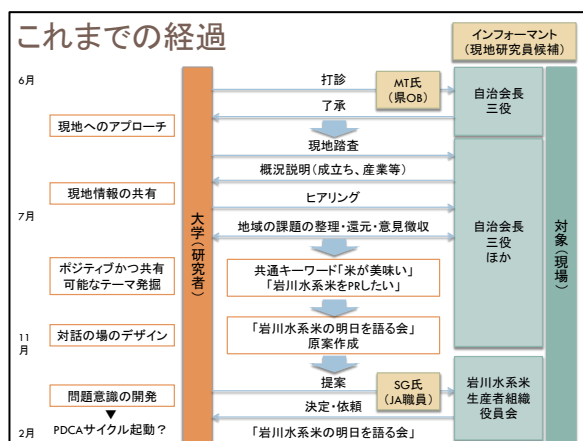 これまでの経過
インフォーマント
(現地研究員候補)
6月
打診
MT氏
(県OB)
自治会長
三役
了承
現地へのアプローチ
現地踏査
概況説明(成立ち、産業等)
現地情報の共有
ヒアリング
7月
大学(研究者)
対象(現場)
地域の課題の整理・還元・意見徴収
自治会長
三役
ほか
ポジティブかつ共有
可能なテーマ発掘
共通キーワード「米が美味い」
「岩川水系米をPRしたい」
11
月
対話の場のデザイン
「岩川水系米の明日を語る会」
原案作成
提案
SG氏
(JA職員)
岩川水系米
生産者組織
役員会
問題意識の開発
決定・依頼
PDCAサイクル起動?
2月
「岩川水系米の明日を語る会」